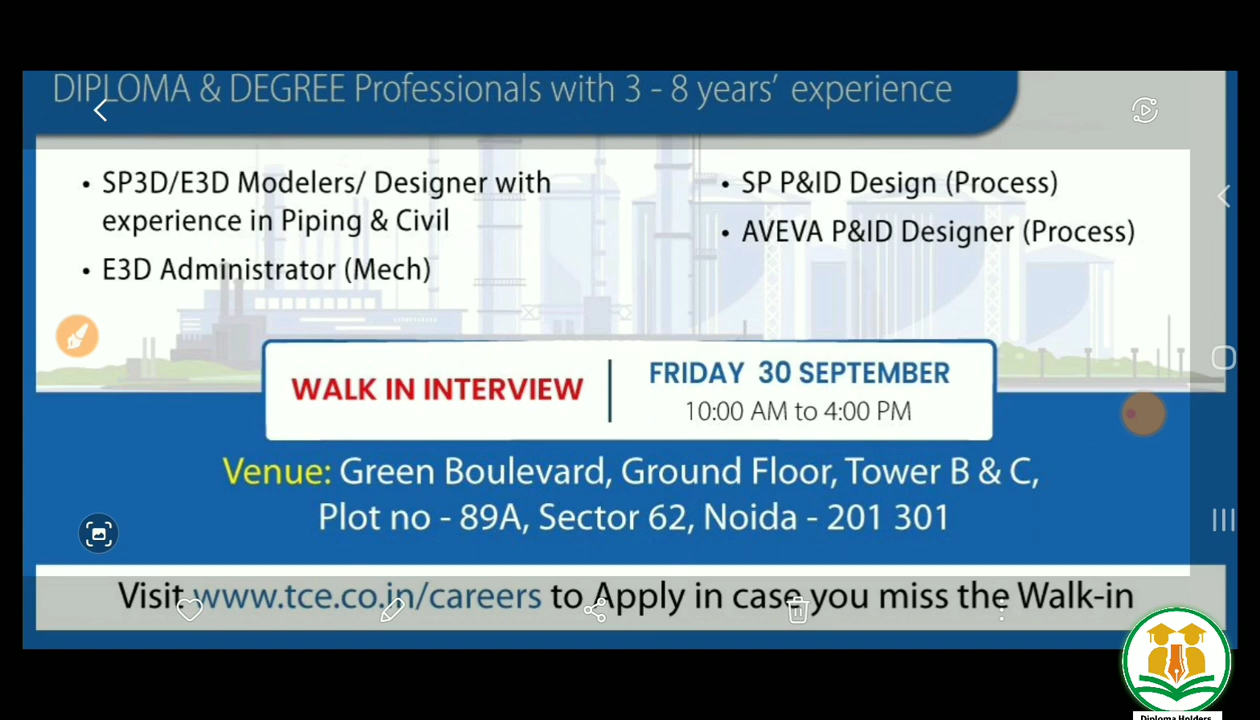 DIPLOMA & DEGREE Professionals with 3 - 8 years’ experience
• SP3D/E3D Modelers/ Designer with
experience in Piping & Civil
• E3D Administrator (Mech)
• SP P&ID Design (Process)
• AVEVA P&ID Designer (Process)
WALK IN INTERVIEW
FRIDAY 30 SEPTEMBER
10:00 AM to 4:00 PM
Venue: Green Boulevard, Ground Floor, Tower B & C,
Plot no - 89A, Sector 62, Noida - 201 301
Visit www.tce.co.in/careers to Apply in case you miss the Walk-in
Diploma Holders